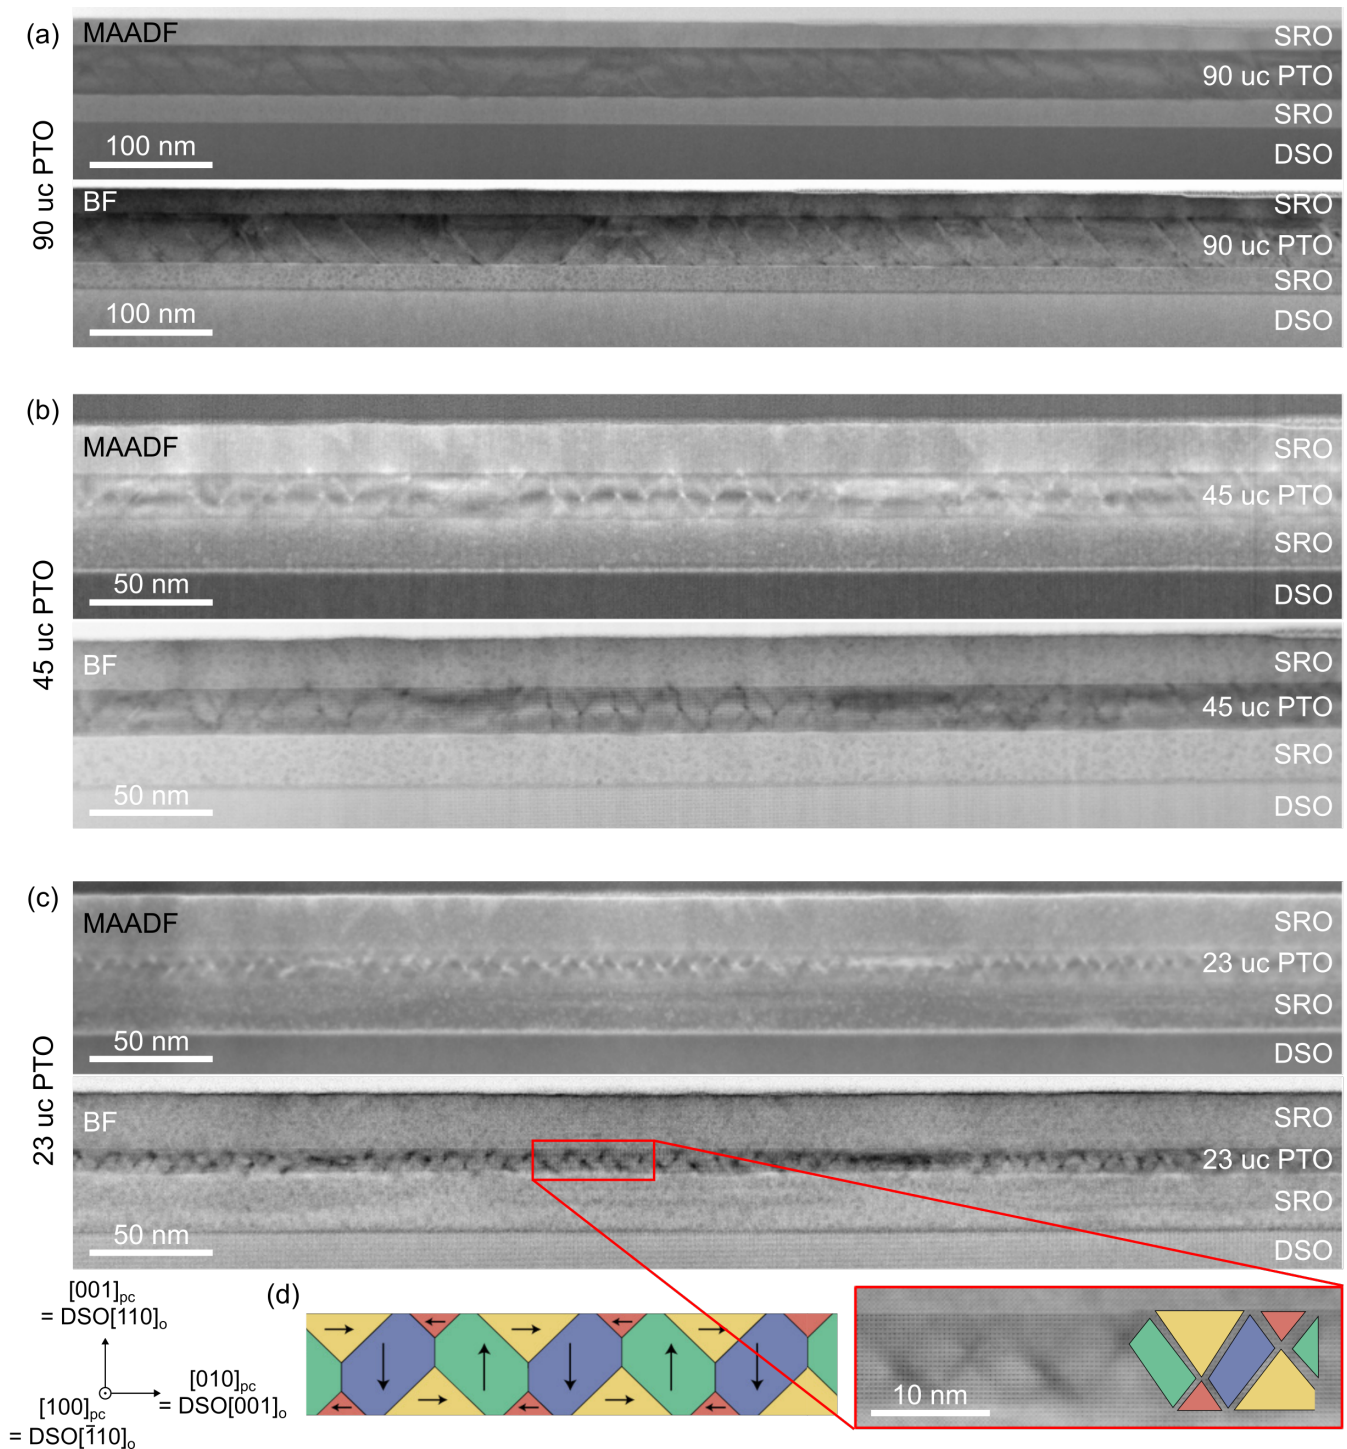 (a)
MAADF
SRO
90 uc PTO
SRO
DSO
100 nm
90 uc PTO
BF
SRO
90 uc PTO
SRO
DSO
100 nm
(b)
MAADF
SRO
45 uc PTO
SRO
DSO
50 nm
45 uc PTO
BF
SRO
45 uc PTO
SRO
DSO
50 nm
(c)
MAADF
SRO
23 uc PTO
SRO
DSO
50 nm
23 uc PTO
BF
SRO
23 uc PTO
SRO
DSO
50 nm
[001]pc
= DSO[110]o
[010]pc
= DSO[001]o
[100]pc
= DSO[1̄10]o
(d)
10 nm